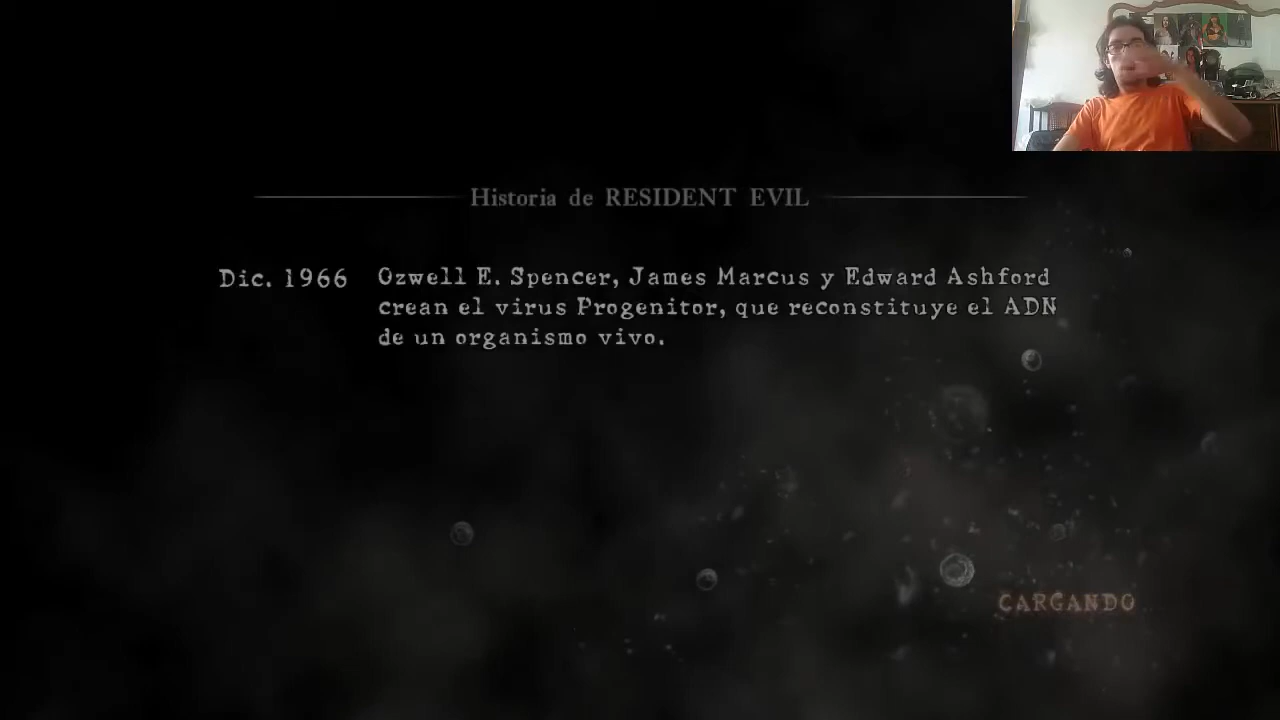 Historia de RESIDENT EVIL
Dic. 1966 Ozwell E. Spencer, James Marcus y Edward Ashford
crean el virus Progenitor, que reconstituye el ADN
de un organismo vivo.
CARGANDO